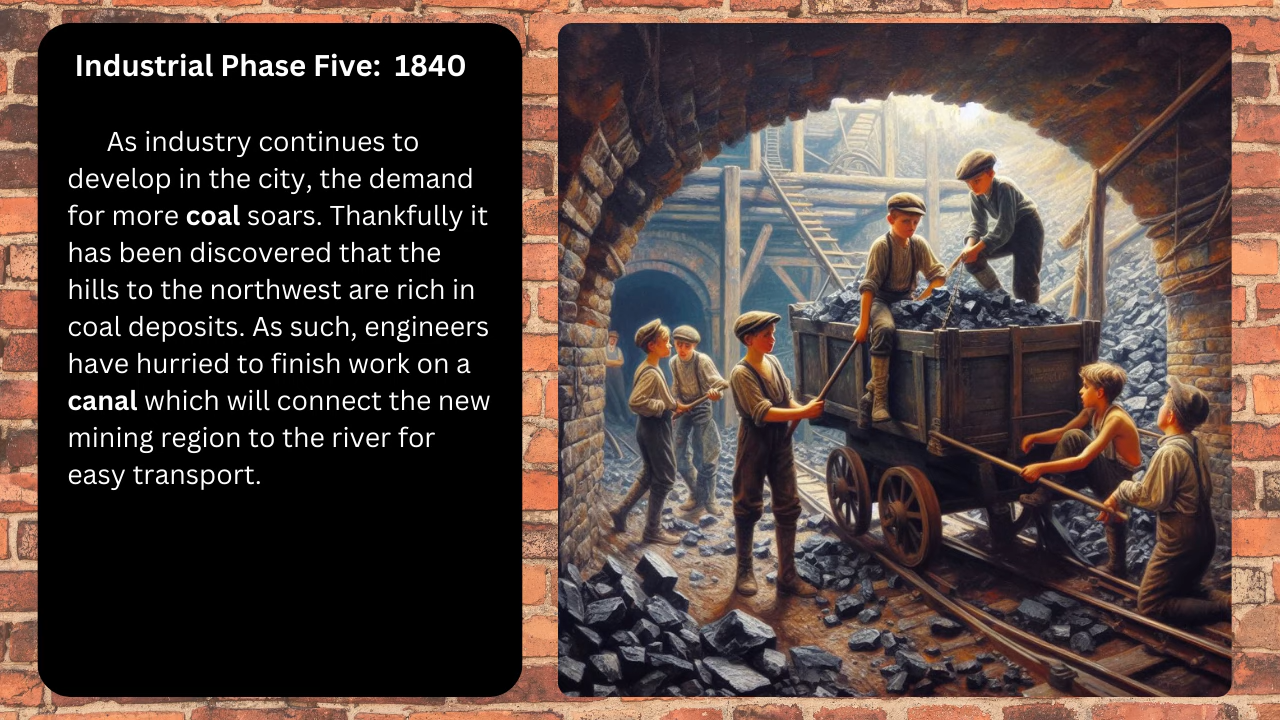 Industrial Phase Five:  1840
As industry continues to
develop in the city, the demand
for more coal soars. Thankfully it
has been discovered that the
hills to the northwest are rich in
coal deposits. As such, engineers
have hurried to finish work on a
canal which will connect the new
mining region to the river for
easy transport.